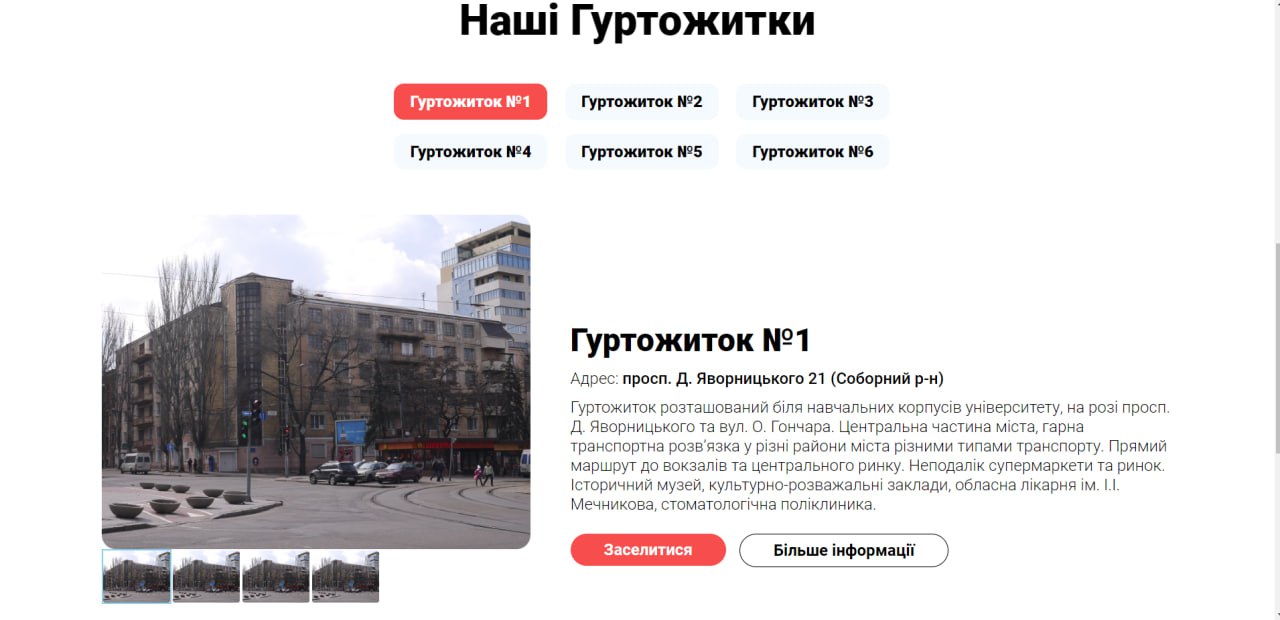 Наші Гуртожитки
Гуртожиток №1 Гуртожиток №2 Гуртожиток №3
Гуртожиток №4 Гуртожиток №5 Гуртожиток №6
Гуртожиток №1
Адрес: просп. Д. Яворницького 21 (Соборний р-н)
Гуртожиток розташований біля навчальних корпусів університету, на розі просп.
Д. Яворницького та вул. О. Гончара. Центральна частина міста, гарна
транспортна розв’язка у різні райони міста різними типами транспорту. Прямий
маршрут до вокзалів та центрального ринку. Неподалік супермаркети та ринок.
Історичний музей, культурно-розважальні заклади, обласна лікарня ім. І.І.
Мечникова, стоматологічна поліклиника.
Заселитися Більше інформації